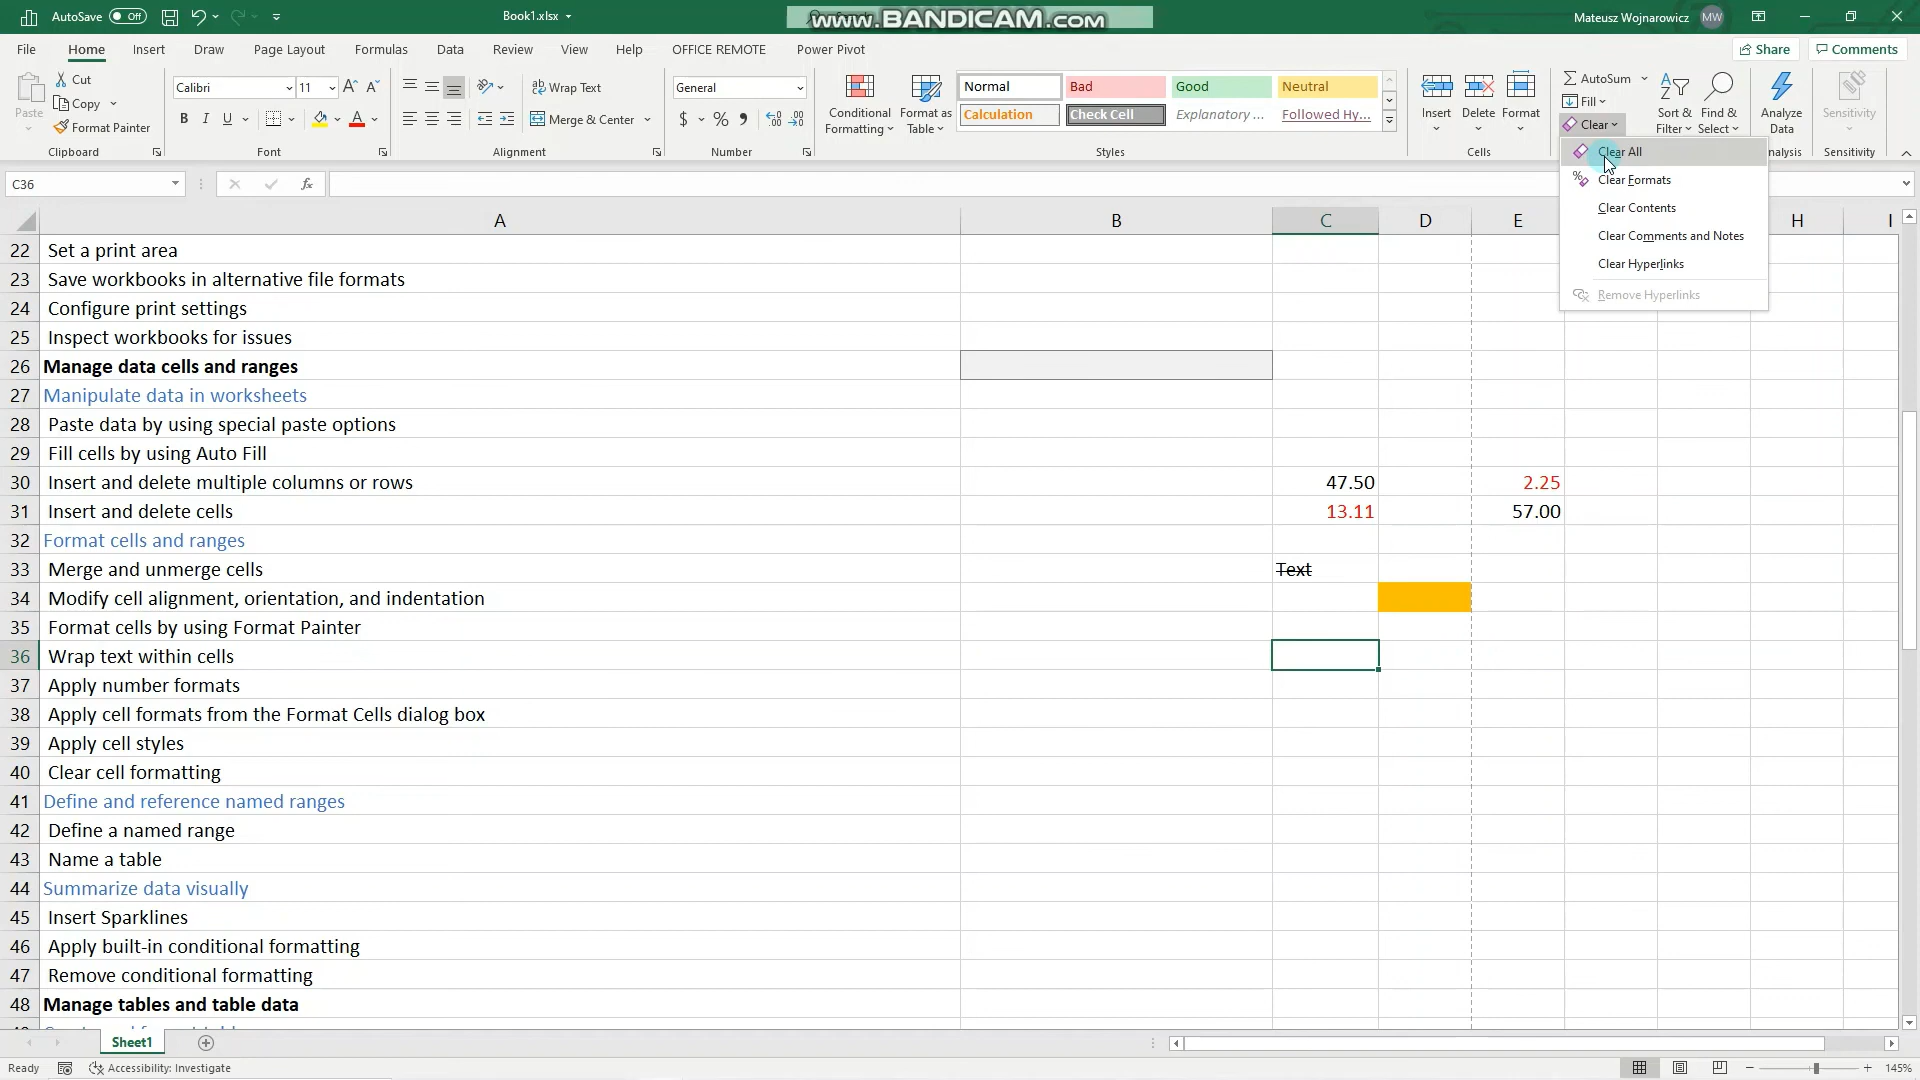 AutoSave Off Book1.xlsx WWW.BANDICAM.COM Mateusz Wojnarowicz MW
File Home Insert Draw Page Layout Formulas Data Review View Help OFFICE REMOTE Power Pivot Share Comments
Paste Cut Copy Format Painter Clipboard
Calibri 11 B I U Font
Wrap Text Merge & Center Alignment
General $ % Number
Conditional Formatting Format as Table Normal Bad Good Neutral Calculation Check Cell Explanatory ... Followed Hy... Styles
Insert Delete Format Cells
AutoSum Fill Clear Sort & Filter Find & Select Analyze Data nalysis Sensitivity Sensitivity
Clear All
Clear Formats
Clear Contents
Clear Comments and Notes
Clear Hyperlinks
Remove Hyperlinks
C36 fx
A B C D E H I
22 Set a print area
23 Save workbooks in alternative file formats
24 Configure print settings
25 Inspect workbooks for issues
26 Manage data cells and ranges
27 Manipulate data in worksheets
28 Paste data by using special paste options
29 Fill cells by using Auto Fill
30 Insert and delete multiple columns or rows 47.50 2.25
31 Insert and delete cells 13.11 57.00
32 Format cells and ranges
33 Merge and unmerge cells Text
34 Modify cell alignment, orientation, and indentation
35 Format cells by using Format Painter
36 Wrap text within cells
37 Apply number formats
38 Apply cell formats from the Format Cells dialog box
39 Apply cell styles
40 Clear cell formatting
41 Define and reference named ranges
42 Define a named range
43 Name a table
44 Summarize data visually
45 Insert Sparklines
46 Apply built-in conditional formatting
47 Remove conditional formatting
48 Manage tables and table data
Sheet1
Ready Accessibility: Investigate 145%